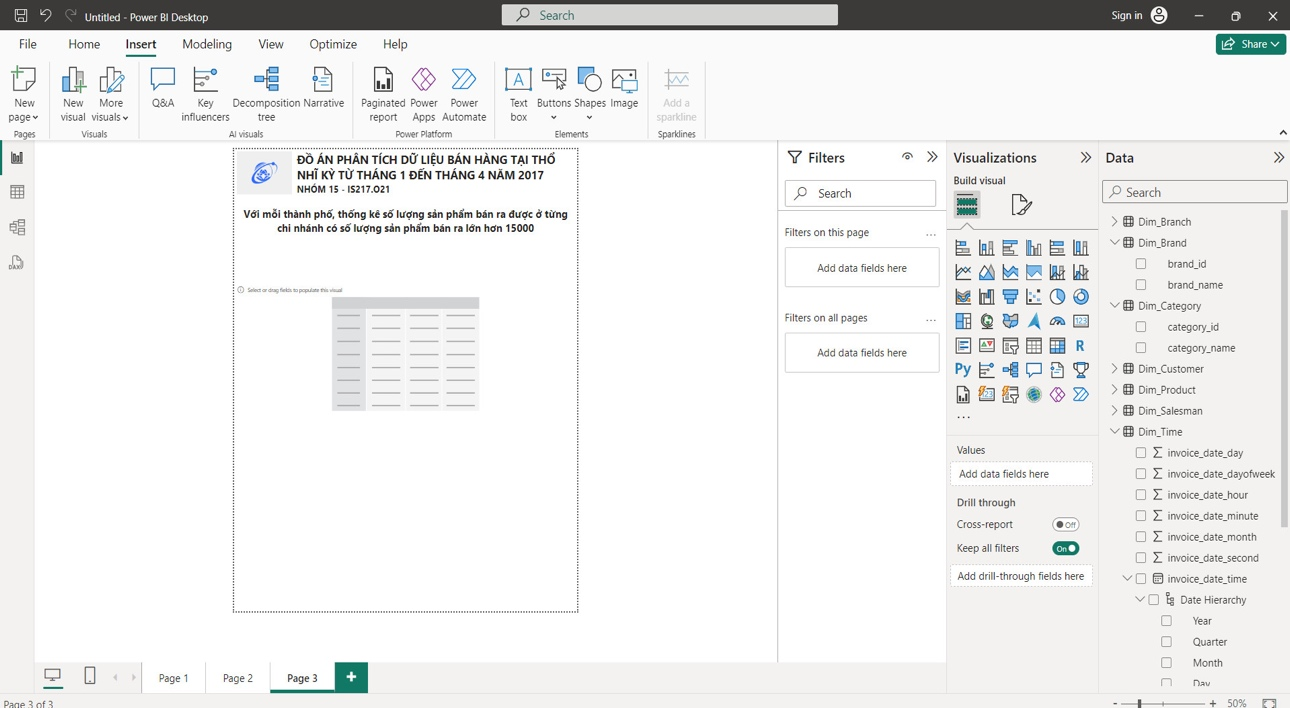 Untitled - Power BI Desktop
Search
Sign in
File Home Insert Modeling View Optimize Help
Share
New page
New visual
More visuals
Q&A
Key influencers
Decomposition tree
Narrative
Paginated report
Power Apps
Power Automate
Text box
Buttons
Shapes
Image
Add a sparkline
Pages
Visuals
AI visuals
Power Platform
Elements
Sparklines
ĐỒ ÁN PHÂN TÍCH DỮ LIỆU BÁN HÀNG TẠI THỔ
NHĨ KỲ TỪ THÁNG 1 ĐẾN THÁNG 4 NĂM 2017
NHÓM 15 - IS217.O21
Với mỗi thành phố, thống kê số lượng sản phẩm bán ra được ở từng
chi nhánh có số lượng sản phẩm bán ra lớn hơn 15000
Select or drag fields to populate this visual
Filters
Search
Filters on this page
...
Add data fields here
Filters on all pages
...
Add data fields here
Visualizations
Build visual
123
R
Py
123
...
Values
Add data fields here
Drill through
Cross-report
Off
Keep all filters
On
Add drill-through fields here
Data
Search
Dim_Branch
Dim_Brand
brand_id
brand_name
Dim_Category
category_id
category_name
Dim_Customer
Dim_Product
Dim_Salesman
Dim_Time
invoice_date_day
invoice_date_dayofweek
invoice_date_hour
invoice_date_minute
invoice_date_month
invoice_date_second
invoice_date_time
Date Hierarchy
Year
Quarter
Month
Day
Page 1
Page 2
Page 3
+
Page 3 of 3
- + 50%